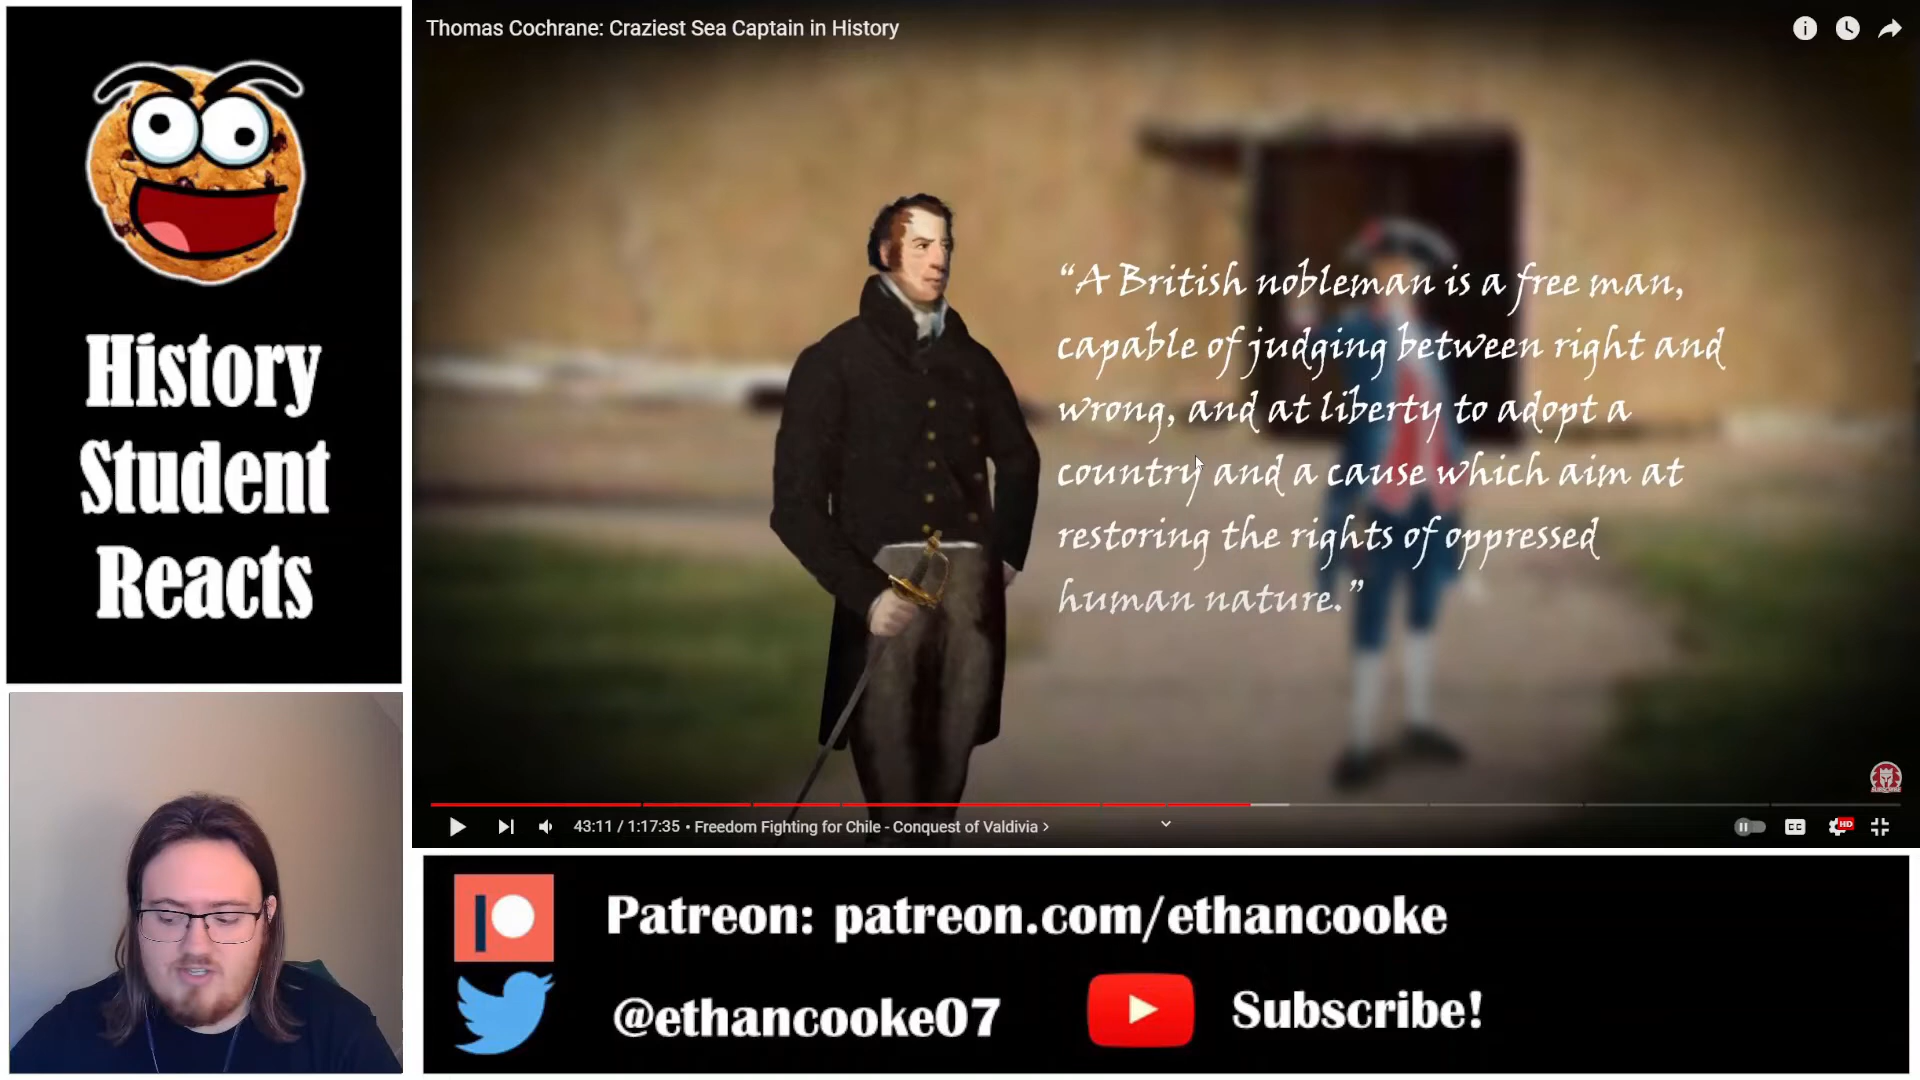 Thomas Cochrane: Craziest Sea Captain in History
History
Student
Reacts
“A British nobleman is a free man,
capable of judging between right and
wrong, and at liberty to adopt a
country and a cause which aim at
restoring the rights of oppressed
human nature.”
SUBSCRIBE
43:11 / 1:17:35 • Freedom Fighting for Chile - Conquest of Valdivia >
CC
HD
Patreon: patreon.com/ethancooke
@ethancooke07
Subscribe!